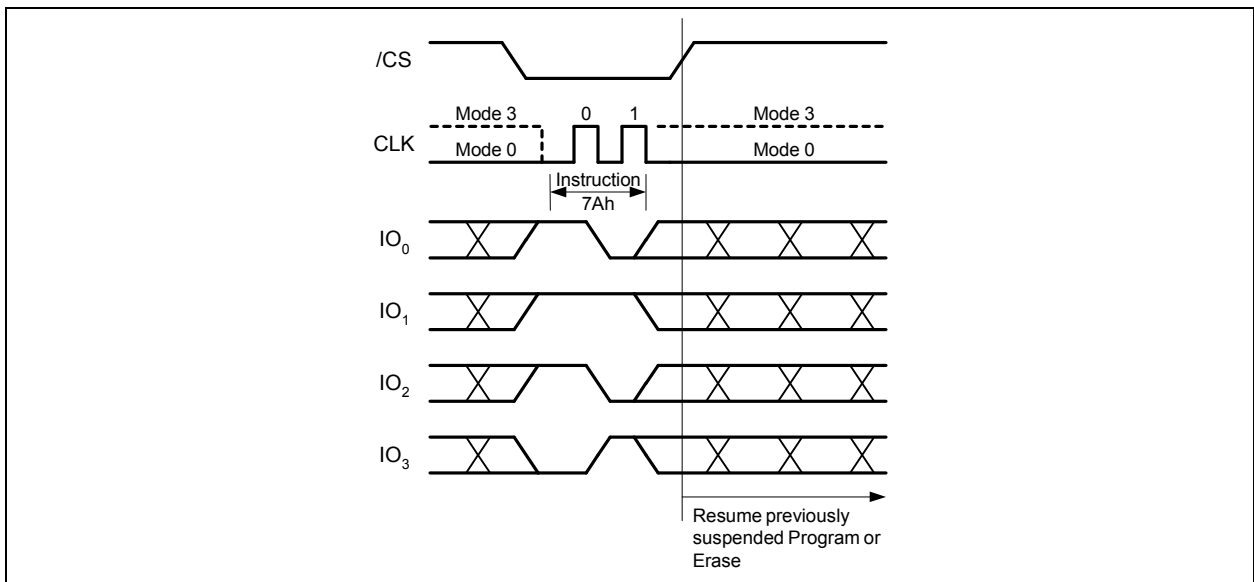 /CS
Mode 3 0 1 Mode 3
CLK
Mode 0 Mode 0
Instruction
7Ah
IO0
IO1
IO2
IO3
Resume previously
suspended Program or
Erase